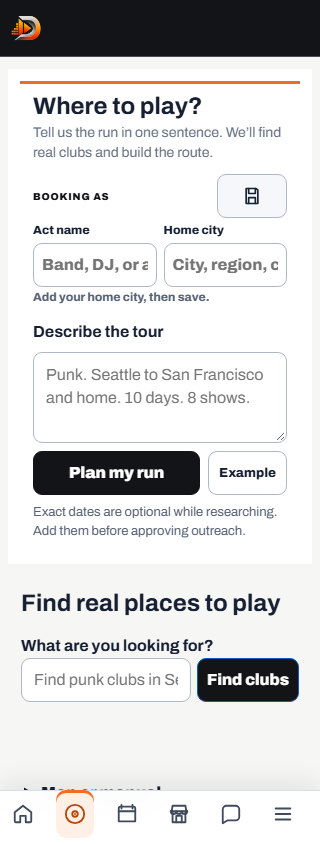 Where to play?
Tell us the run in one sentence. We'll find
real clubs and build the route.
BOOKING AS
Act name Home city
Band, DJ, or a City, region, c
Add your home city, then save.
Describe the tour
Punk. Seattle to San Francisco
and home. 10 days. 8 shows.
Plan my run Example
Exact dates are optional while researching.
Add them before approving outreach.
Find real places to play
What are you looking for?
Find punk clubs in Se Find clubs